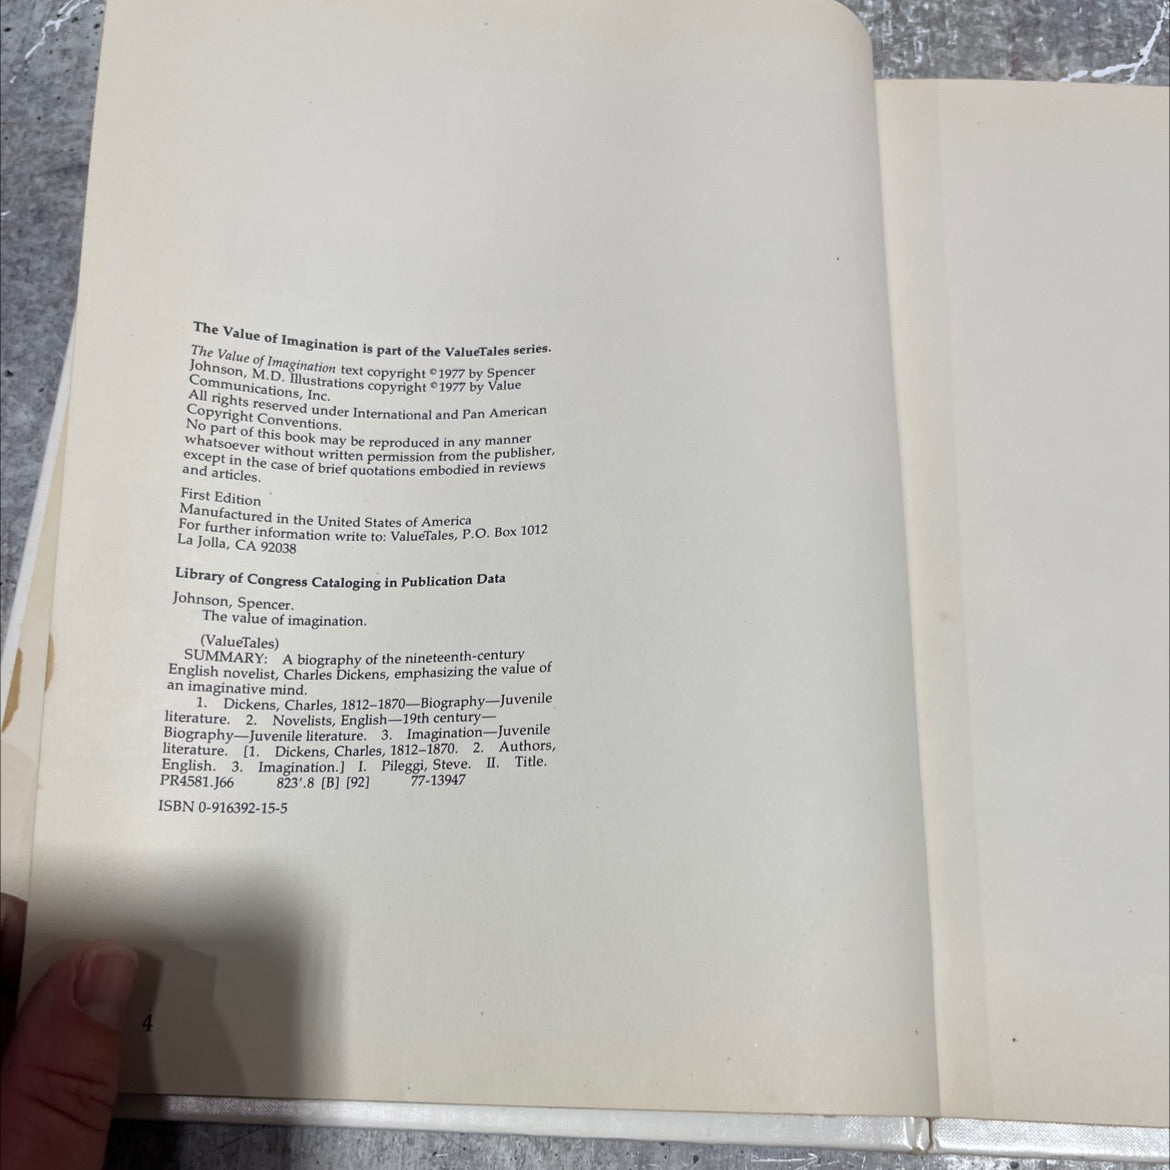 The Value of Imagination is part of the ValueTales series.
The Value of Imagination text copyright ©1977 by Spencer
Johnson, M.D. Illustrations copyright ©1977 by Value
Communications, Inc.
All rights reserved under International and Pan American
Copyright Conventions.
No part of this book may be reproduced in any manner
whatsoever without written permission from the publisher,
except in the case of brief quotations embodied in reviews
and articles.
First Edition
Manufactured in the United States of America
For further information write to: ValueTales, P.O. Box 1012
La Jolla, CA 92038
Library of Congress Cataloging in Publication Data
Johnson, Spencer.
The value of imagination.
(ValueTales)
SUMMARY: A biography of the nineteenth-century
English novelist, Charles Dickens, emphasizing the value of
an imaginative mind.
1. Dickens, Charles, 1812–1870—Biography—Juvenile
literature. 2. Novelists, English—19th century—
Biography—Juvenile literature. 3. Imagination—Juvenile
literature. [1. Dickens, Charles, 1812–1870. 2. Authors,
English. 3. Imagination.] I. Pileggi, Steve. II. Title.
PR4581.J66 823'.8 [B] [92] 77-13947
ISBN 0-916392-15-5
4